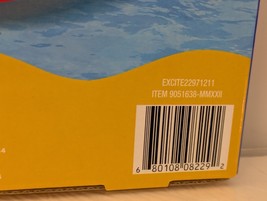 EXCITE22971211
ITEM 9051638-MMXXII
6 80108 08229 2